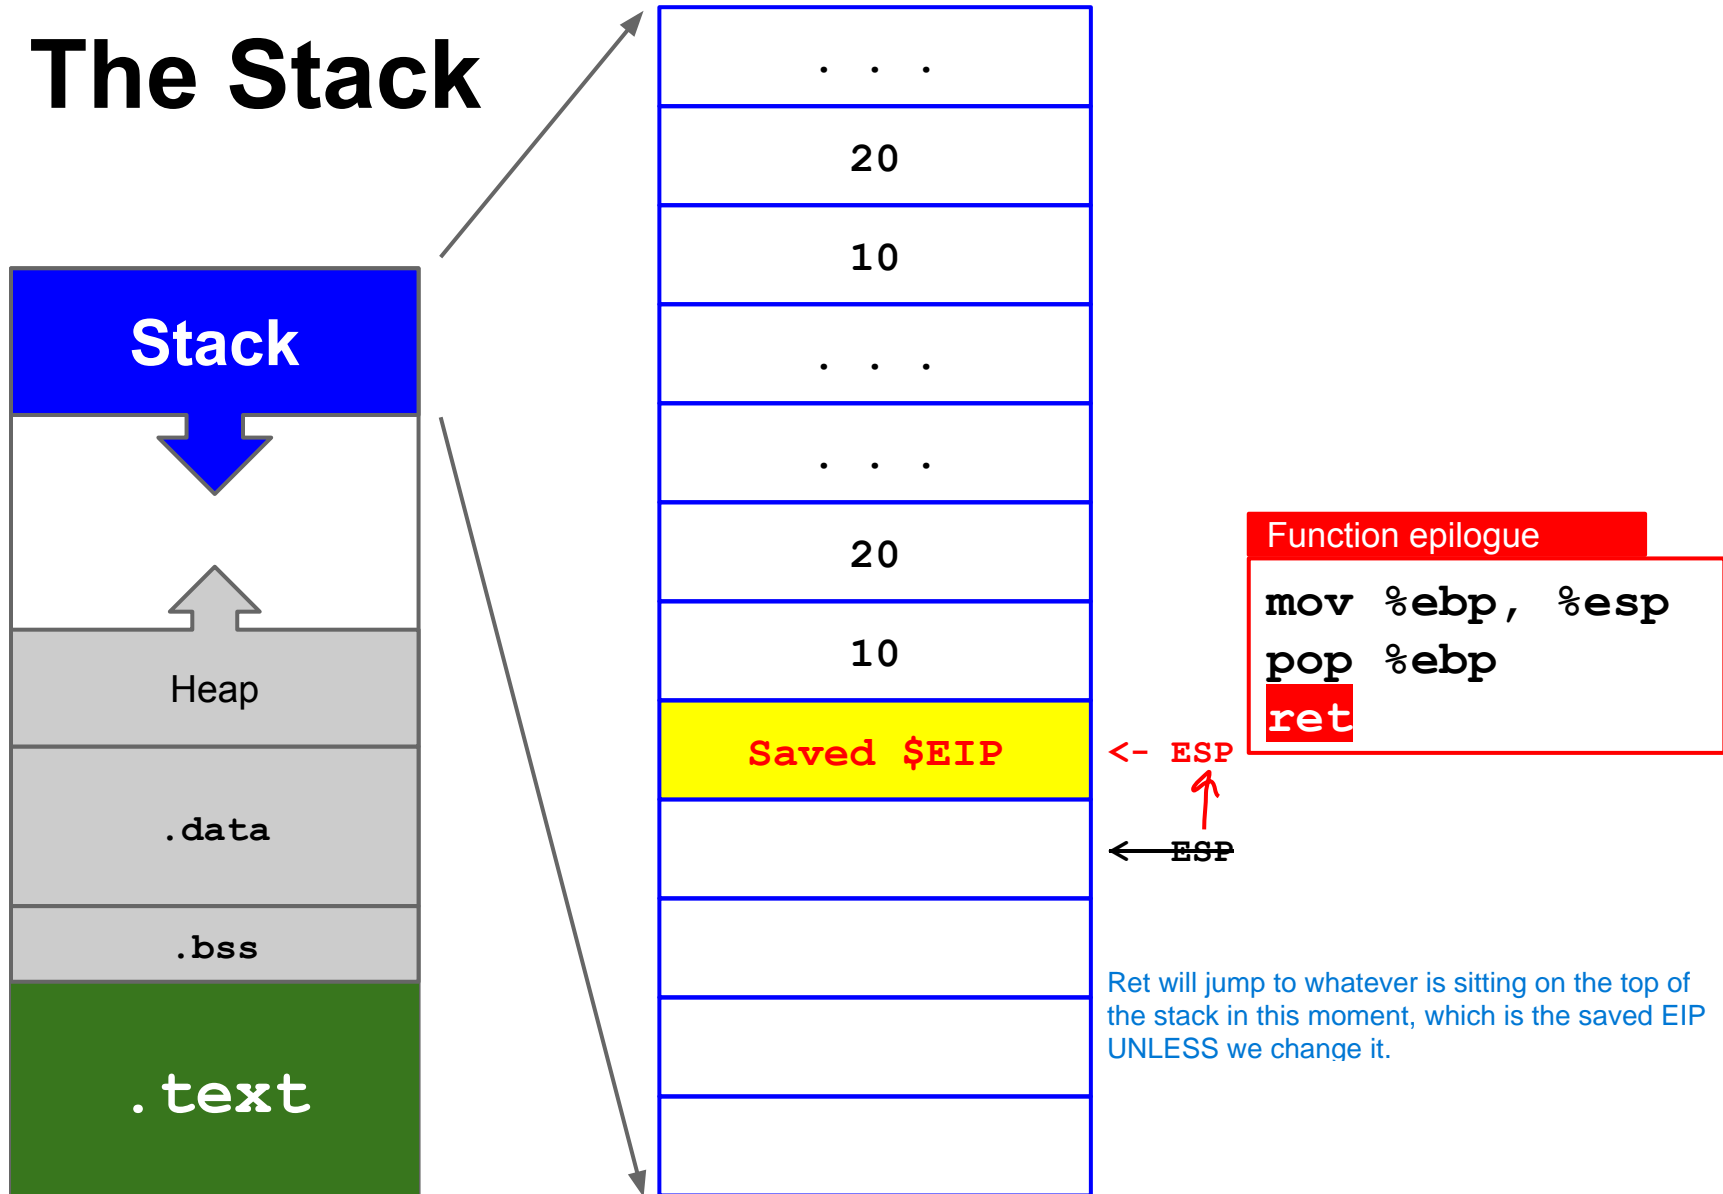 The Stack
Stack
Heap
.data
.bss
.text
. . .
20
10
. . .
. . .
20
10
Saved $EIP
<- ESP
<- ESP
Function epilogue
mov %ebp, %esp
pop %ebp
ret
Ret will jump to whatever is sitting on the top of
the stack in this moment, which is the saved EIP
UNLESS we change it.